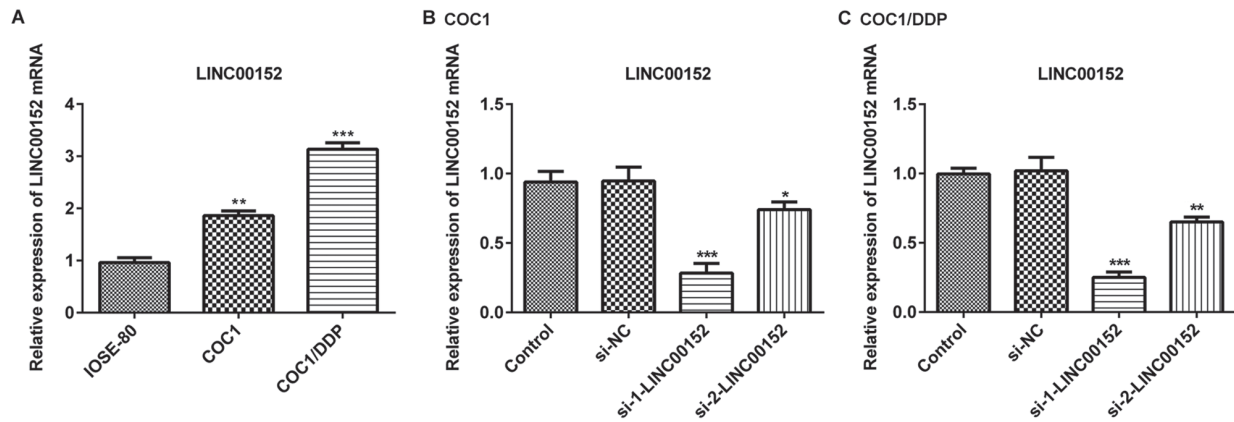 A
LINC00152
Relative expression of LINC00152 mRNA
4
3
2
1
0
**
***
IOSE-80
COC1
COC1/DDP
B COC1
LINC00152
Relative expression of LINC00152 mRNA
1.5
1.0
0.5
0.0
***
*
Control
si-NC
si-1-LINC00152
si-2-LINC00152
C COC1/DDP
LINC00152
Relative expression of LINC00152 mRNA
1.5
1.0
0.5
0.0
***
**
Control
si-NC
si-1-LINC00152
si-2-LINC00152